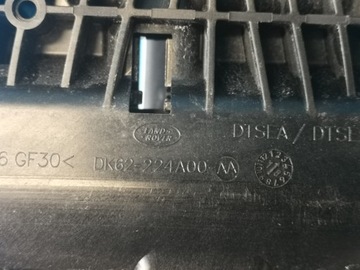 LAND
ROVER
DTSEA / DTSE
6 GF30< DK62-224A00